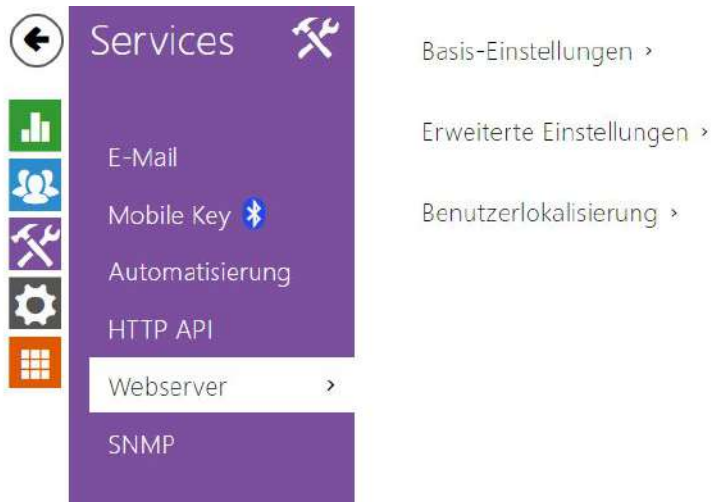 Services
E-Mail
Mobile Key
Automatisierung
HTTP API
Webserver ›
SNMP
Basis-Einstellungen ›
Erweiterte Einstellungen ›
Benutzerlokalisierung ›